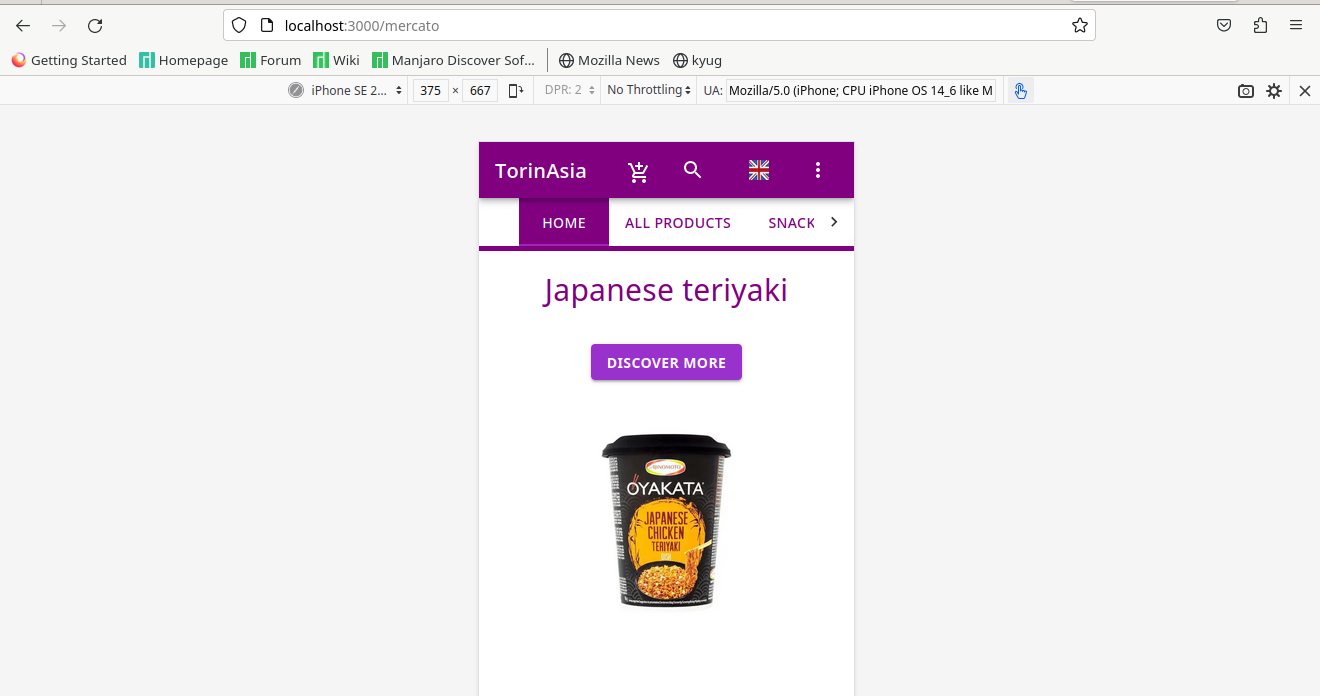 localhost:3000/mercato
Getting Started Homepage Forum Wiki Manjaro Discover Sof... Mozilla News kyug
iPhone SE 2... 375 × 667 DPR: 2 No Throttling UA: Mozilla/5.0 (iPhone; CPU iPhone OS 14_6 like M
TorinAsia
HOME ALL PRODUCTS SNACK
Japanese teriyaki
DISCOVER MORE
AJINOMOTO
OYAKATA
JAPANESE
CHICKEN
TERIYAKI
DISH